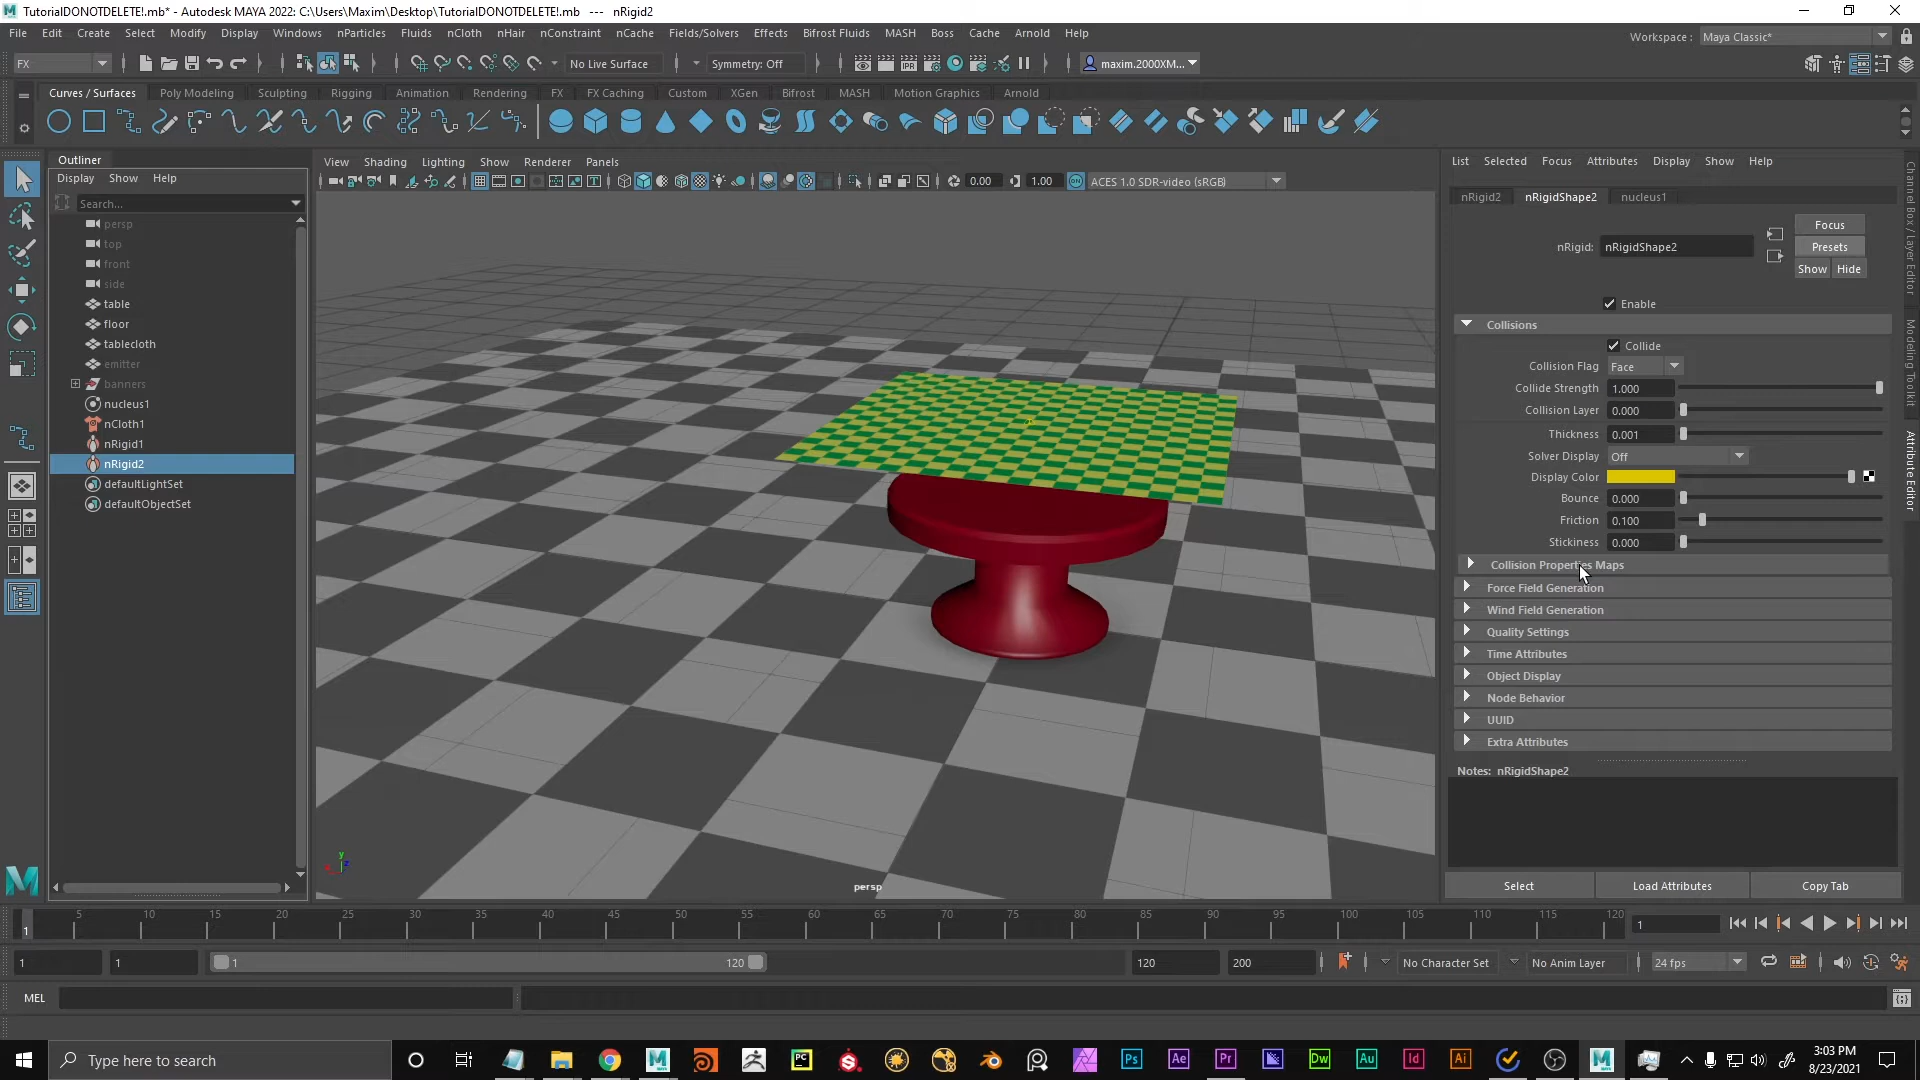 TutorialDONOTDELETE!.mb* - Autodesk MAYA 2022: C:\Users\Maxim\Desktop\TutorialDONOTDELETE!.mb --- nRigid2
File Edit Create Select Modify Display Windows nParticles Fluids nCloth nHair nConstraint nCache Fields/Solvers Effects Bifrost Fluids MASH Boss Cache Arnold Help
Workspace : Maya Classic*
FX No Live Surface Symmetry: Off maxim.2000XM...
Curves / Surfaces Poly Modeling Sculpting Rigging Animation Rendering FX FX Caching Custom XGen Bifrost MASH Motion Graphics Arnold
Outliner
Display Show Help
Search...
persp
top
front
side
table
floor
tablecloth
emitter
banners
nucleus1
nCloth1
nRigid1
nRigid2
defaultLightSet
defaultObjectSet
View Shading Lighting Show Renderer Panels
0.00 1.00 ACES 1.0 SDR-video (sRGB)
persp
List Selected Focus Attributes Display Show Help
nRigid2 nRigidShape2 nucleus1
nRigid: nRigidShape2
Focus
Presets
Show Hide
Enable
Collisions
Collide
Collision Flag Face
Collide Strength 1.000
Collision Layer 0.000
Thickness 0.001
Solver Display Off
Display Color
Bounce 0.000
Friction 0.100
Stickiness 0.000
Collision Properties Maps
Force Field Generation
Wind Field Generation
Quality Settings
Time Attributes
Object Display
Node Behavior
UUID
Extra Attributes
Notes: nRigidShape2
Select Load Attributes Copy Tab
Channel Box / Layer Editor
Modeling Toolkit
Attribute Editor
5 10 15 20 25 30 35 40 45 50 55 60 65 70 75 80 85 90 95 100 105 110 115 120
1 1
1 1 1 120 120 200 No Character Set No Anim Layer 24 fps
MEL
Type here to search
3:03 PM
8/23/2021